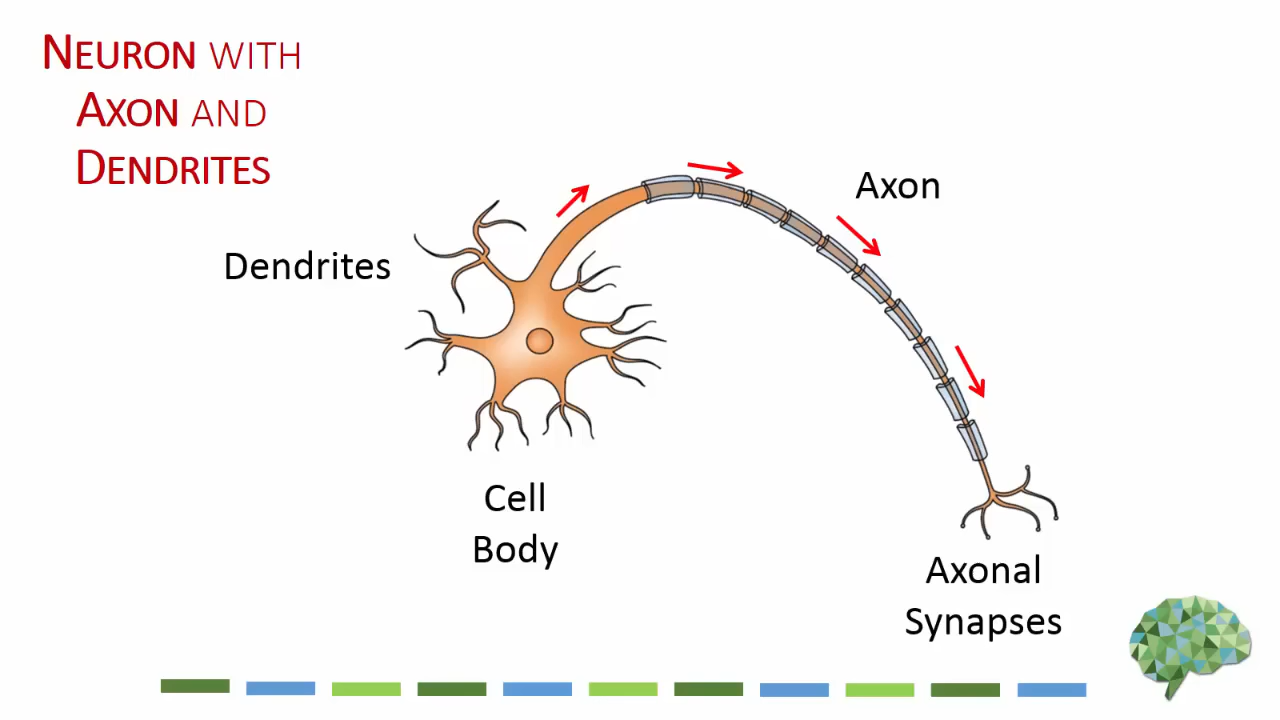 NEURON WITH
AXON AND
DENDRITES
Axon
Dendrites
Cell
Body
Axonal
Synapses